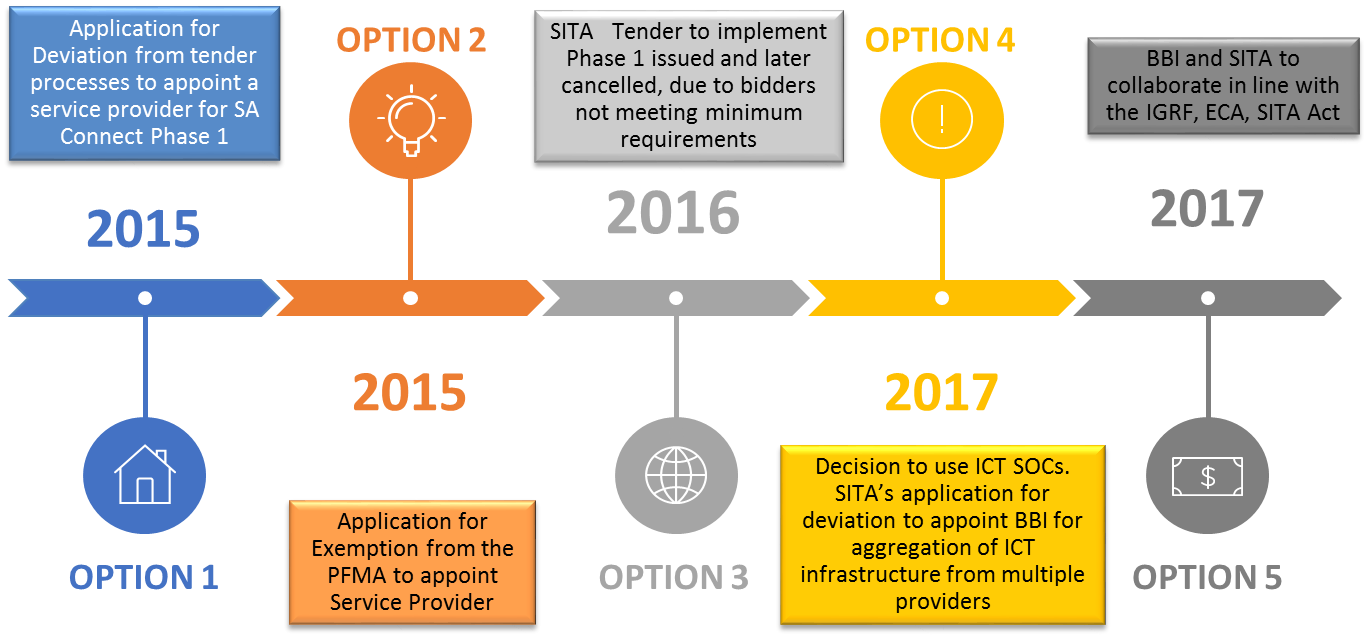 Application for
Deviation from tender
processes to appoint a
service provider for SA
Connect Phase 1
2015
OPTION 1
OPTION 2
2015
Application for
Exemption from the
PFMA to appoint
Service Provider
SITA   Tender to implement
Phase 1 issued and later
cancelled, due to bidders
not meeting minimum
requirements
2016
OPTION 3
OPTION 4
2017
Decision to use ICT SOCs.
SITA’s application for
deviation to appoint BBI for
aggregation of ICT
infrastructure from multiple
providers
BBI and SITA to
collaborate in line with
the IGRF, ECA, SITA Act
2017
$
OPTION 5